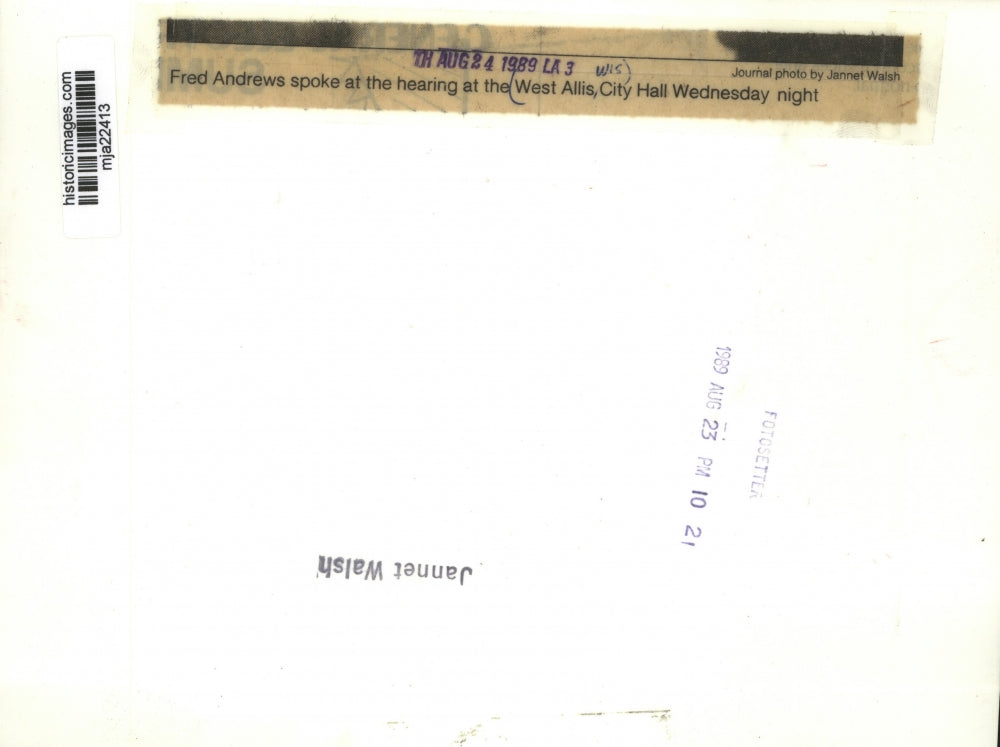 TH AUG 24 1989 LA 3 WIS)
Journal photo by Jannet Walsh
Fred Andrews spoke at the hearing at the (West Allis, City Hall Wednesday night
historicimages.com
mja22413
1989 AUG 23 PM 10 21
FOTOSETTER
Jannet Walsh